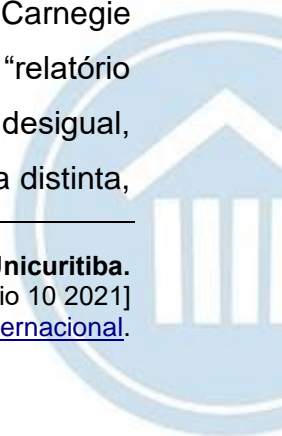 Carnegie
“relatório
desigual,
a distinta,
Unicuritiba.
io 10 2021]
ernacional.